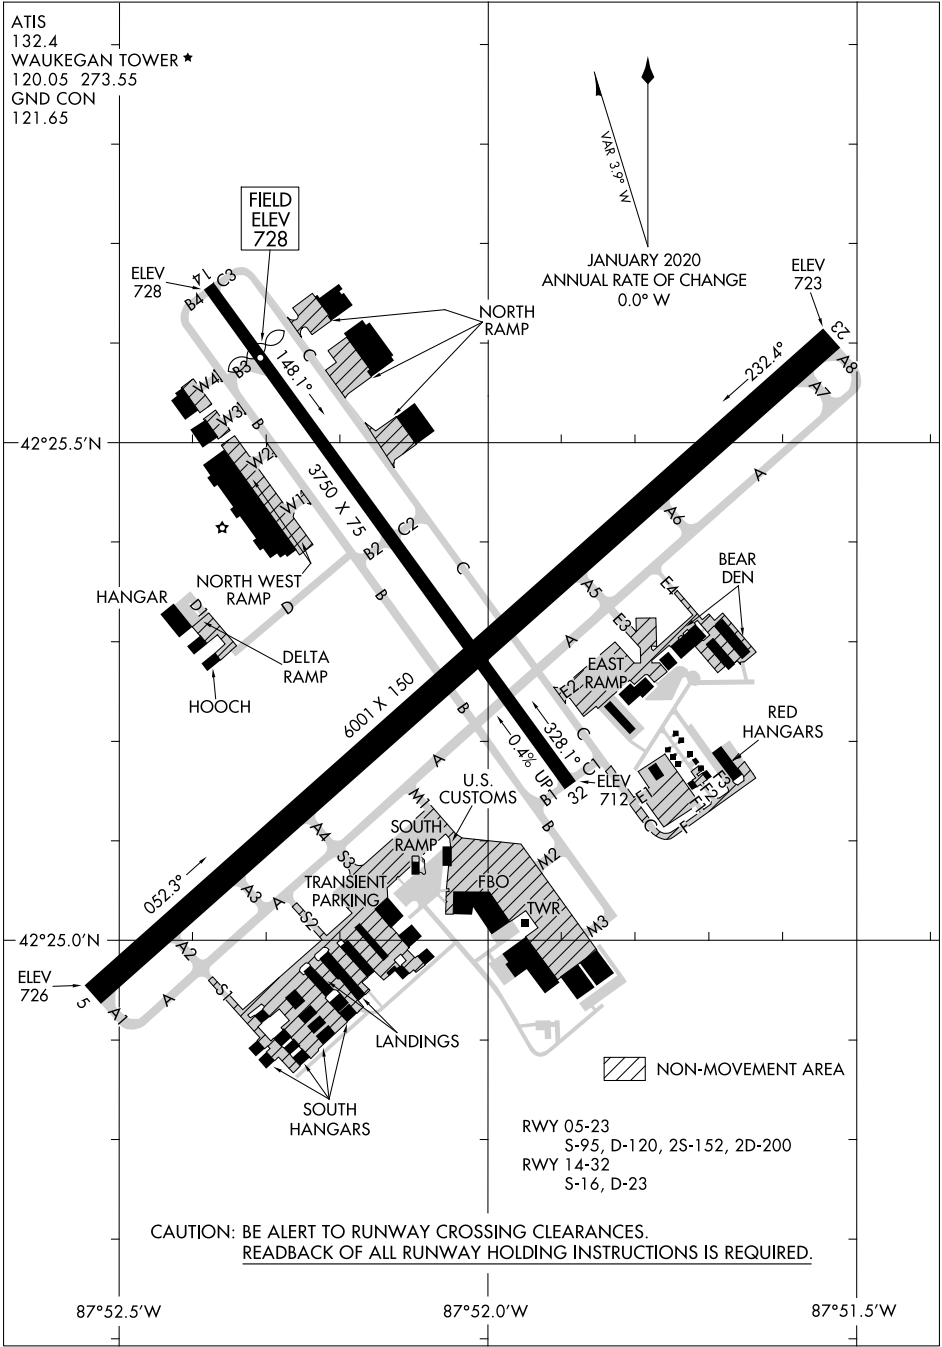 ATIS
132.4
WAUKEGAN TOWER ★
120.05 273.55
GND CON
121.65
VAR 3.9° W
JANUARY 2020
ANNUAL RATE OF CHANGE
0.0° W
FIELD
ELEV
728
ELEV
728
14
C3
B4
ELEV
723
23
A8
A7
232.4°
NORTH
RAMP
C
B3
148.1°
W4
W3
W2
W1
B
42°25.5'N
3750 X 75
C2
B2
C
A
A6
NORTH WEST
RAMP
HANGAR
D1
D
B
DELTA
RAMP
HOOCH
BEAR
DEN
A5
E4
E3
A
EAST
RAMP
E2
RED
HANGARS
6001 X 150
B
328.1°
0.4% UP
C
C1
B1
32
ELEV
712
E1
F1
F2
F3
F
C
A
U.S.
CUSTOMS
M1
SOUTH
RAMP
A4
S3
B
M2
TRANSIENT
PARKING
FBO
TWR
M3
052.3°
A3
A
S2
A2
42°25.0'N
ELEV
726
5
A1
A
S1
LANDINGS
SOUTH
HANGARS
NON-MOVEMENT AREA
RWY 05-23
S-95, D-120, 2S-152, 2D-200
RWY 14-32
S-16, D-23
CAUTION: BE ALERT TO RUNWAY CROSSING CLEARANCES.
READBACK OF ALL RUNWAY HOLDING INSTRUCTIONS IS REQUIRED.
87°52.5'W
87°52.0'W
87°51.5'W